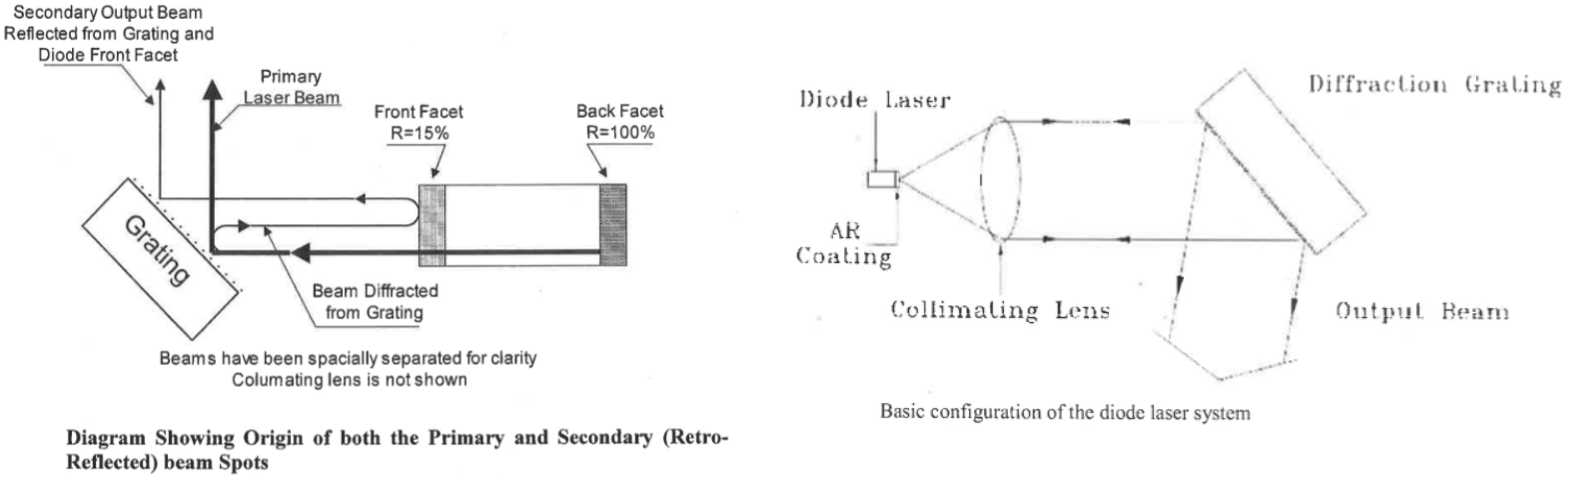 Secondary Output Beam
Reflected from Grating and
Diode Front Facet
Primary
Laser Beam
Front Facet
R=15%
Back Facet
R=100%
Grating
Beam Diffracted
from Grating
Beams have been spacially separated for clarity
Columating lens is not shown
Diagram Showing Origin of both the Primary and Secondary (Retro-
Reflected) beam Spots
Diode Laser
Diffraction Grating
AR
Coating
Collimating Lens
Output Beam
Basic configuration of the diode laser system